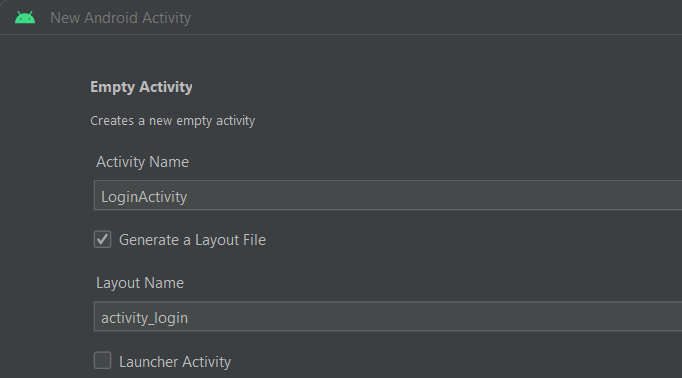 New Android Activity
Empty Activity
Creates a new empty activity
Activity Name
LoginActivity
Generate a Layout File
Layout Name
activity_login
Launcher Activity